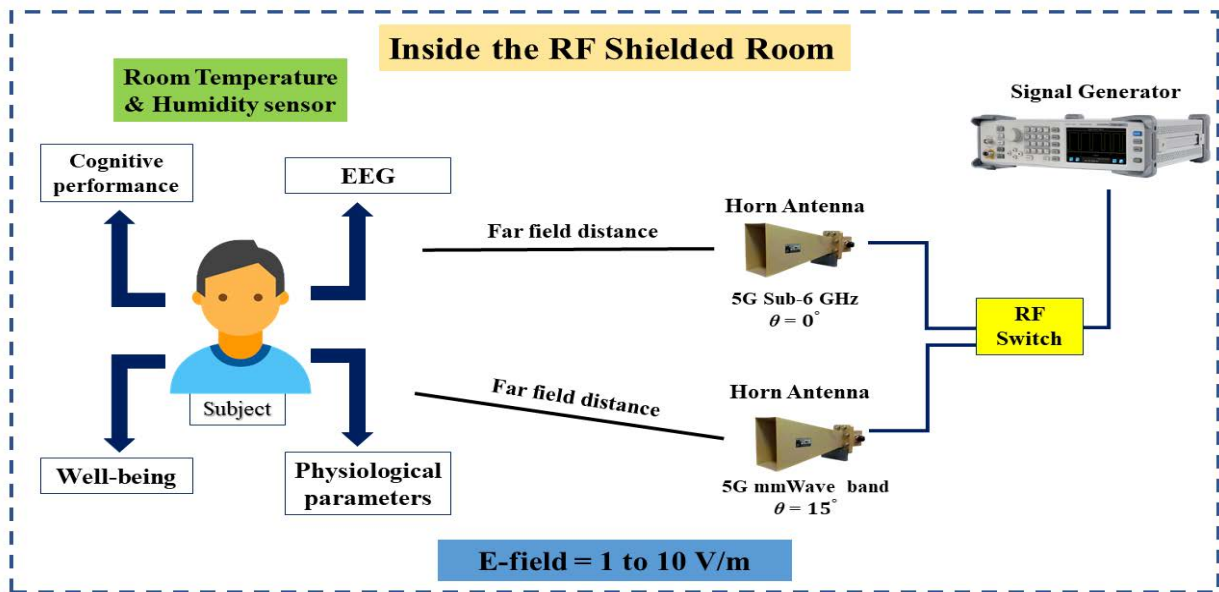 Inside the RF Shielded Room
Room Temperature
& Humidity sensor
Signal Generator
Cognitive
performance
EEG
Horn Antenna
Far field distance
5G Sub-6 GHz
θ = 0°
RF
Switch
Far field distance
Horn Antenna
Subject
Well-being
Physiological
parameters
5G mmWave band
θ = 15°
E-field = 1 to 10 V/m